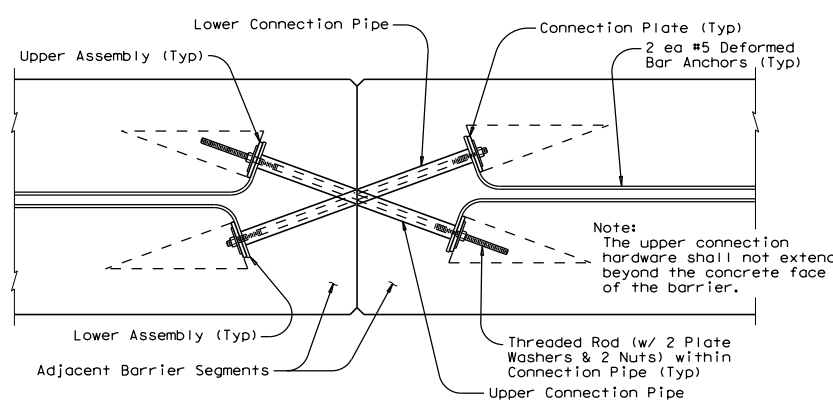 Lower Connection Pipe
Connection Plate (Typ)
Upper Assembly (Typ)
2 ea #5 Deformed
Bar Anchors (Typ)
Note:
The upper connection
hardware shall not extend
beyond the concrete face
of the barrier.
Lower Assembly (Typ)
Threaded Rod (w/ 2 Plate
Washers & 2 Nuts) within
Connection Pipe (Typ)
Adjacent Barrier Segments
Upper Connection Pipe